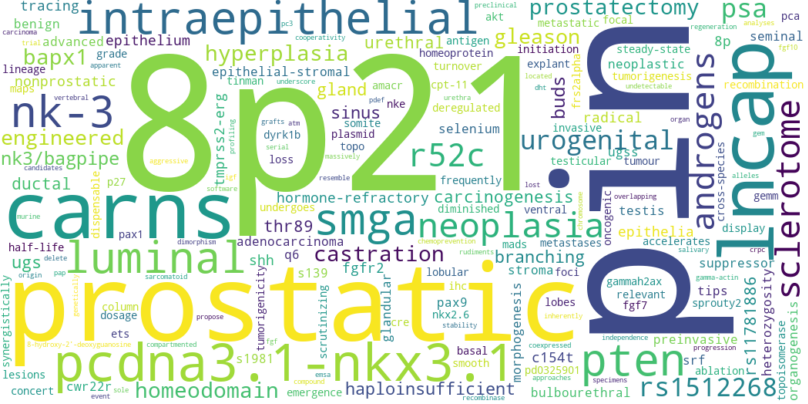 tracing
benign
advanced
carcinoma
grade
lineage
maps
trial
intraepithelial
epithelium
bapx1
nonprostatic
hyperplasia
epithelial-stromal
tinman
underscore
pc3
cooperativity
akt
antigen
urethral
homeoprotein
preclinical
prostatectomy
metastatic
focal
gleason
initiation
steady-state
turnover
neoplastic
analyses
psa
pca
8p
seminal
amacr
explant
tumorigenesis
regeneration
fgf10
nk-3
vertebral
apparent
engineered
nk3/bagpipe
ductal
p27
dispensable
tmprss2-erg
profiling
aggressive
8p21.
gland
sinus
somite
grafts
atm
dyrk1b
serial
loss
massively
resemble
nke
pdef
cpt-11
urethra
plasmid
topo
selenium
frequently
r52c
deregulated
undetectable
located
dht
buds
frs2alpha
invasive
organ
urogenital
ugss
testicular
radical
tumour
nud
androgens
cross-species
gem
alleles
recombination
lncap
sclerotome
carns
candidates
half-life
murine
ugs
origin
pap
sarcomatoid
luminal
pax1
dimorphism
adenocarcinoma
hormone-refractory
carcinogenesis
undergoes
thr89
diminished
ventral
smga
neoplasia
mads
metastases
testis
oncogenic
overlapping
lost
epithelia
accelerates
salivary
gemm
display
crpc
suppressor
gamma-actin
shh
q6
castration
chemoprevention
rudiments
branching
stroma
foci
tips
sprouty2
gammah2ax
relevant
fgf7
rs11781886
heterozygosity
prostatic
synergistically
column
dosage
ets
8-hydroxy-2'-deoxyguanosine
compartmented
tumorigenicity
s139
scrutinizing
fgfr2
cre
glandular
lobular
ihc
pax9
nkx2.6
stability
morphogenesis
lobes
inherently
preinvasive
srf
independence
progression
topoisomerase
organogenesis
pcdna3.1-nkx3.1
genetically
propose
s1981
fgf
basal
smooth
c154t
coexpressed
pd0325901
approaches
pten
specimens
ablation
rs1512268
lesions
concert
cwr22r
event
sole
homeodomain
emergence
emsa
compound
haploinsufficient
recombinase
bulbourethral